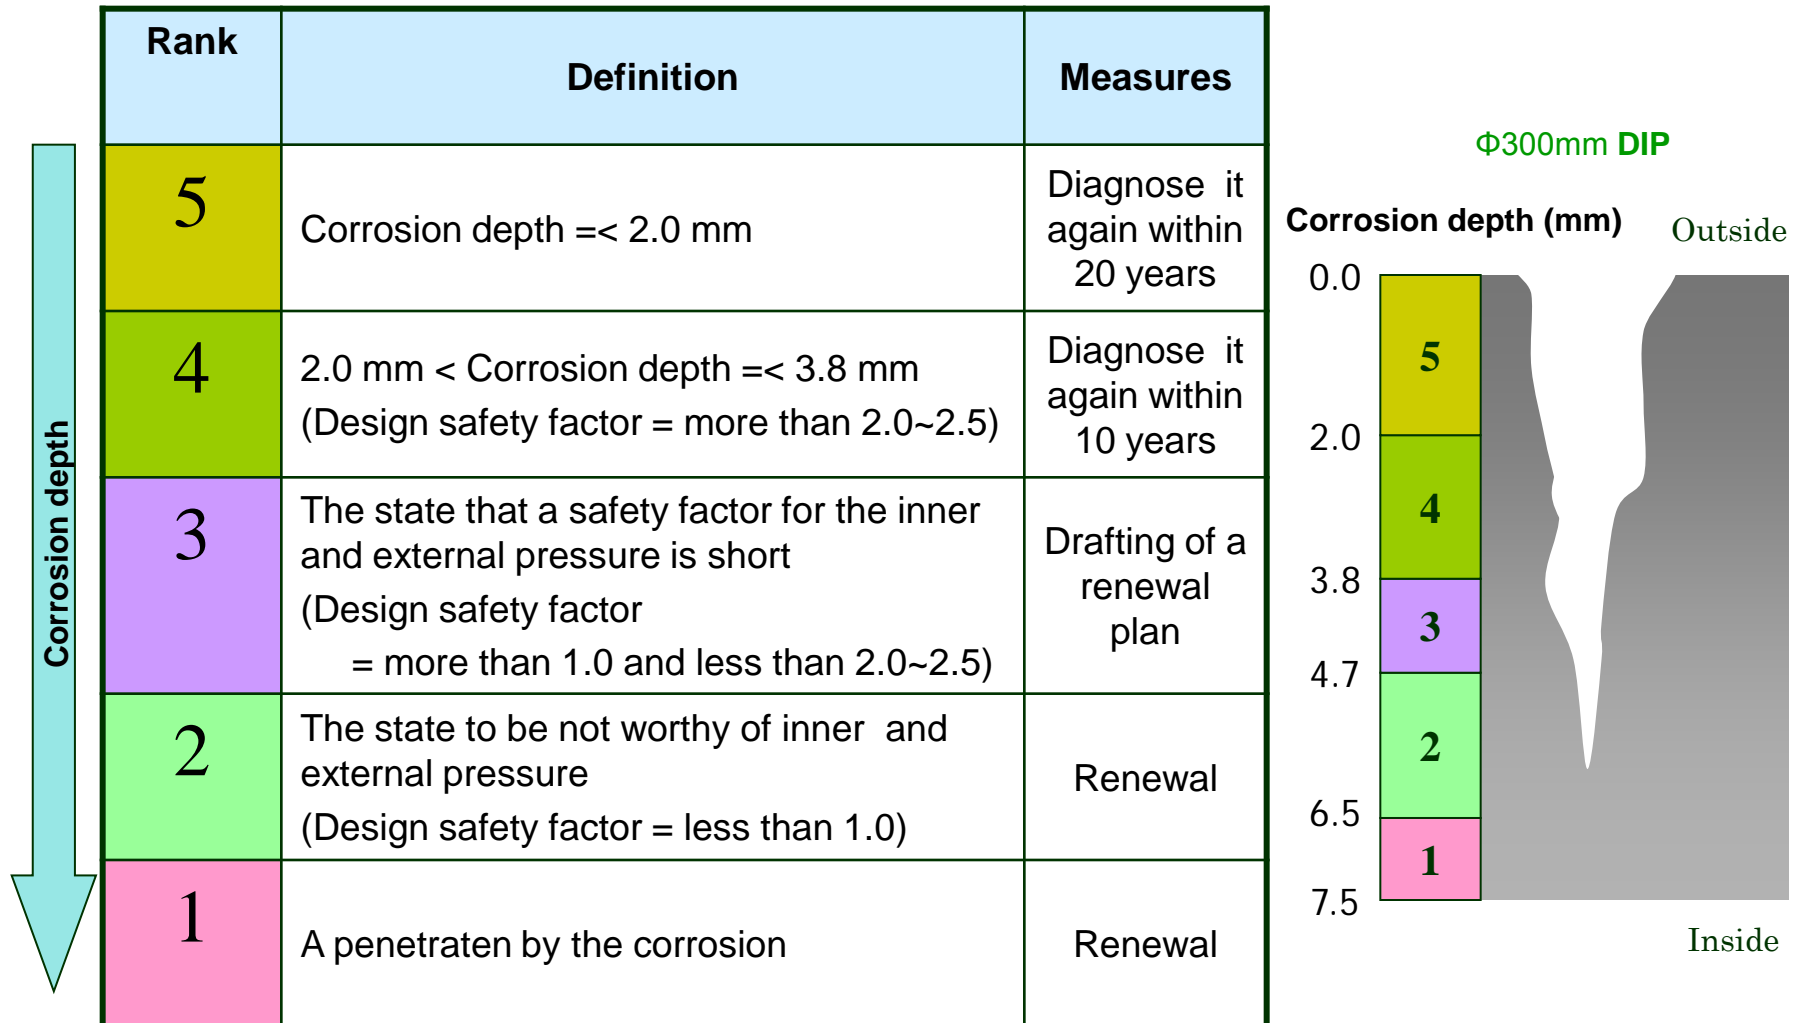 Rank
Definition
Measures
5
Corrosion depth =< 2.0 mm
Diagnose it
again within
20 years
4
2.0 mm < Corrosion depth =< 3.8 mm
(Design safety factor = more than 2.0~2.5)
Diagnose it
again within
10 years
3
The state that a safety factor for the inner
and external pressure is short
(Design safety factor
= more than 1.0 and less than 2.0~2.5)
Drafting of a
renewal
plan
2
The state to be not worthy of inner and
external pressure
(Design safety factor = less than 1.0)
Renewal
1
A penetraten by the corrosion
Renewal
Corrosion depth
Φ300mm DIP
Corrosion depth (mm)
Outside
0.0
5
2.0
4
3.8
3
4.7
2
6.5
1
7.5
Inside